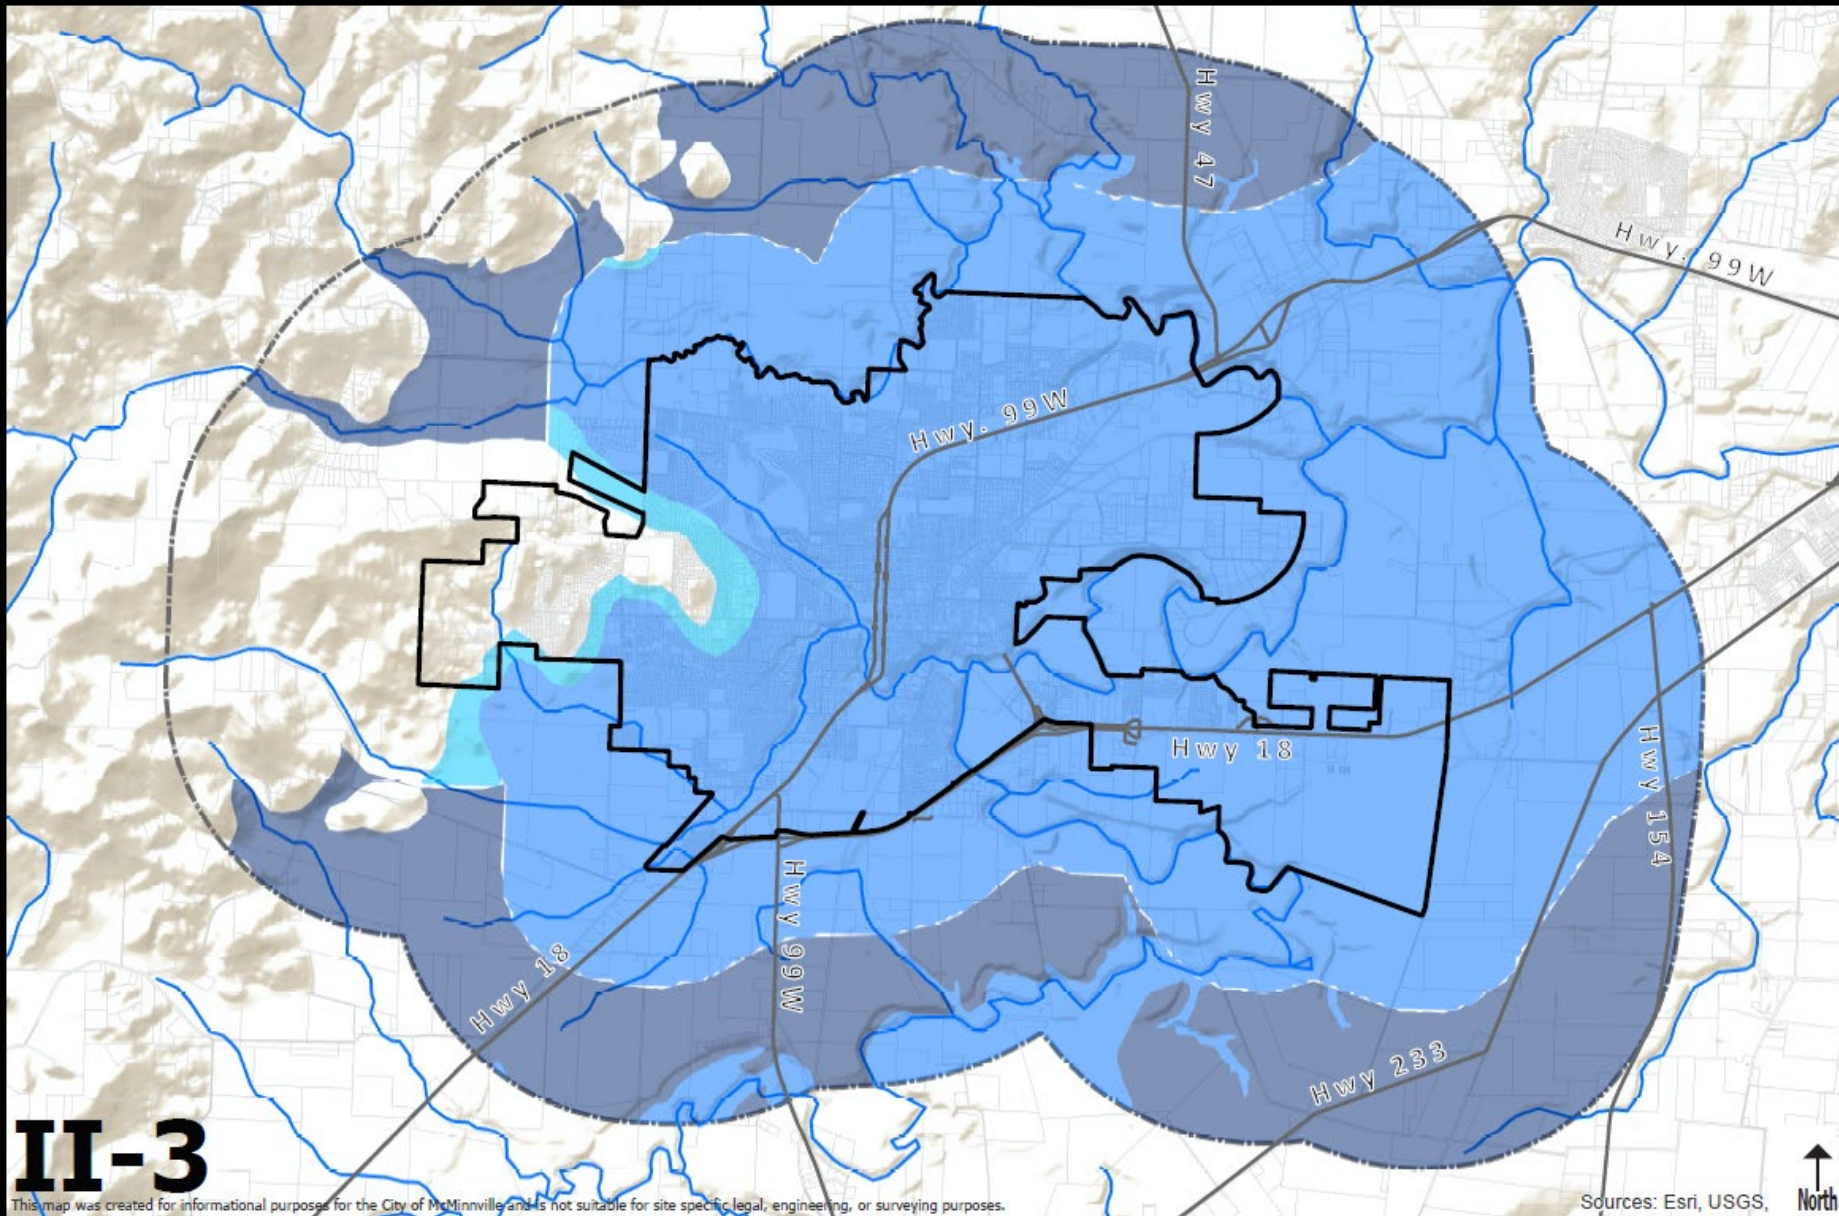 Hwy 47
Hwy. 99W
Hwy. 99W
Hwy 18
Hwy 154
Hwy 99W
Hwy 18
Hwy 233
II-3
This map was created for informational purposes for the City of McMinnville and is not suitable for site specific legal, engineering, or surveying purposes.
Sources: Esri, USGS,
North